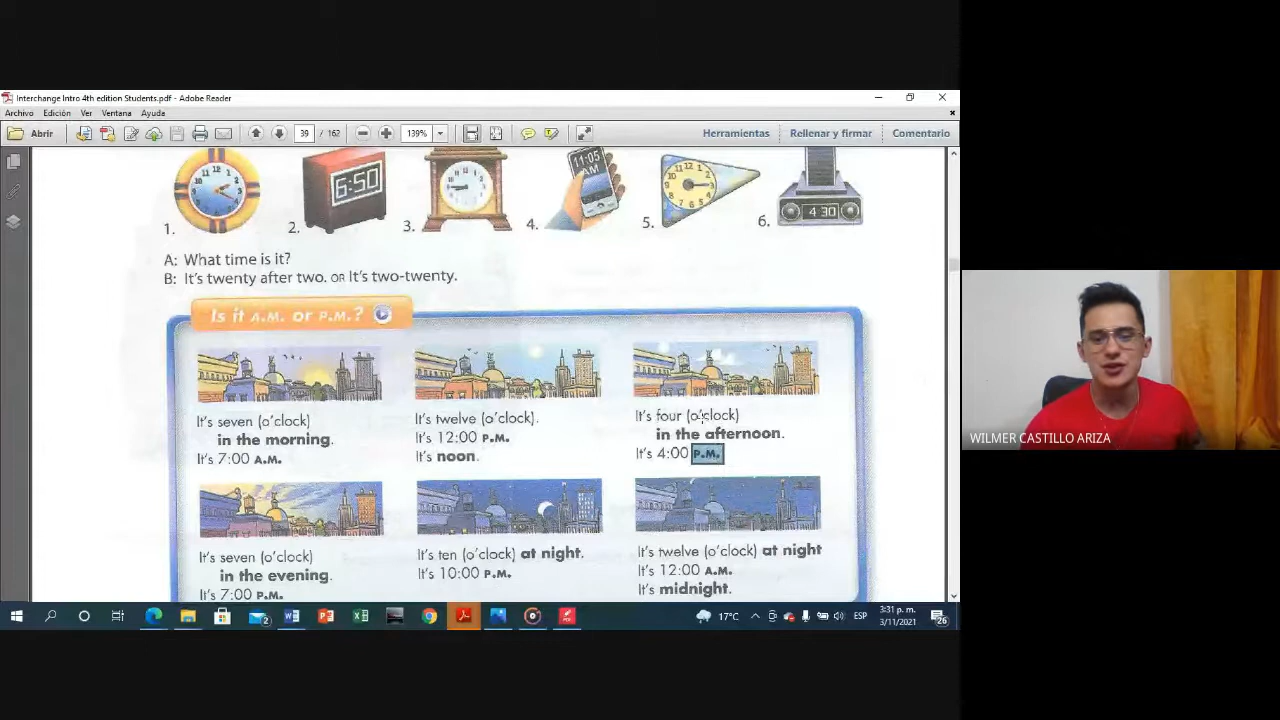 Interchange Intro 4th edition Students.pdf - Adobe Reader
Archivo Edición Ver Ventana Ayuda
Abrir 39 / 162 139% Herramientas Rellenar y firmar Comentario
6:50 11:05 AM 4 30
1. 2. 3. 4. 5. 6.
A: What time is it?
B: It's twenty after two. OR It's two-twenty.
Is it A.M. or P.M.?
It's seven (o'clock)
in the morning.
It's 7:00 A.M.
It's twelve (o'clock).
It's 12:00 P.M.
It's noon.
It's four (o'clock)
in the afternoon.
It's 4:00 P.M.
It's seven (o'clock)
in the evening.
It's 7:00 P.M.
It's ten (o'clock) at night.
It's 10:00 P.M.
It's twelve (o'clock) at night
It's 12:00 A.M.
It's midnight.
WILMER CASTILLO ARIZA
17°C ESP 3:31 p. m.
3/11/2021 26